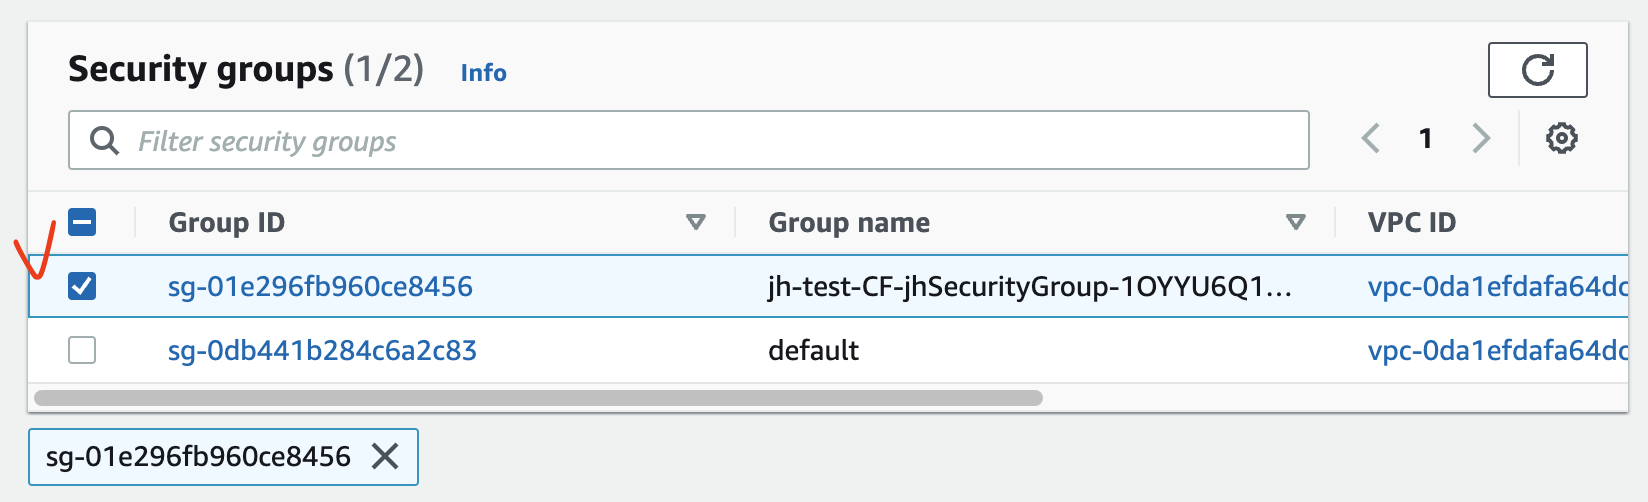 Security groups (1/2) Info
Filter security groups
1
Group ID Group name VPC ID
sg-01e296fb960ce8456 jh-test-CF-jhSecurityGroup-1OYYU6Q1... vpc-0da1efdafa64dc
sg-0db441b284c6a2c83 default vpc-0da1efdafa64dc
sg-01e296fb960ce8456